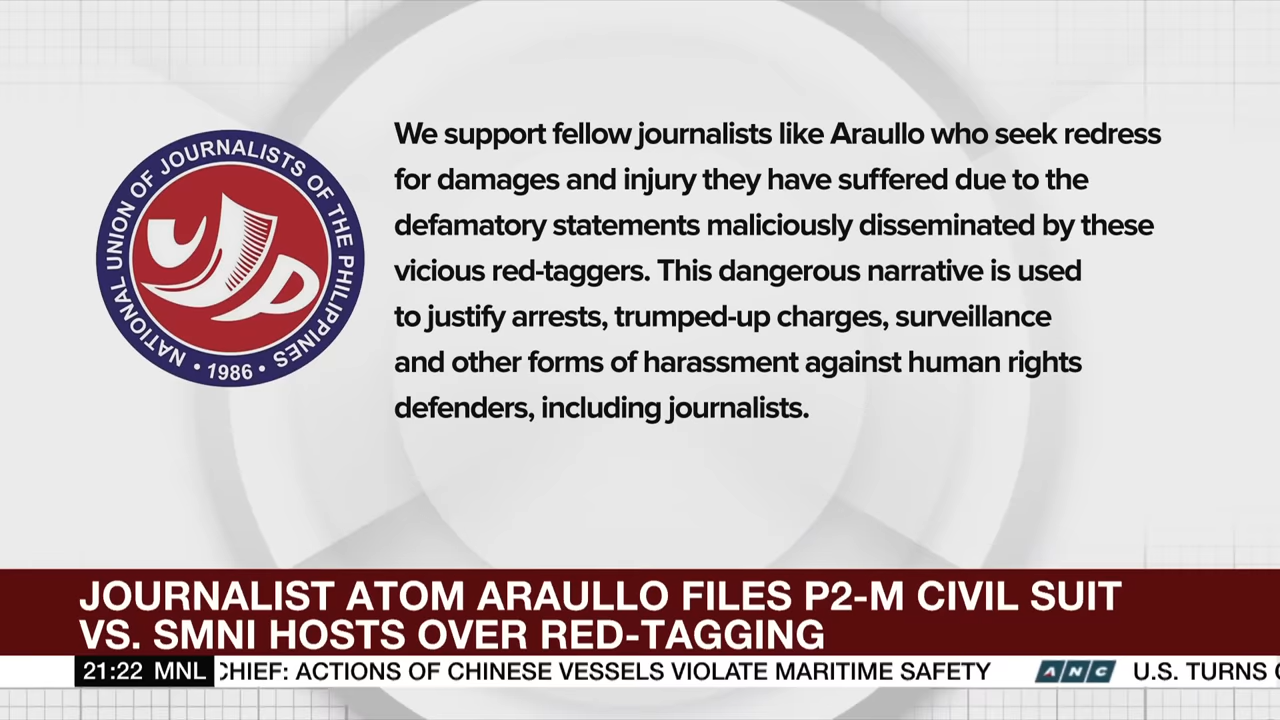 NATIONAL UNION OF JOURNALISTS OF THE PHILIPPINES
UJP
• 1986 •
We support fellow journalists like Araullo who seek redress
for damages and injury they have suffered due to the
defamatory statements maliciously disseminated by these
vicious red-taggers. This dangerous narrative is used
to justify arrests, trumped-up charges, surveillance
and other forms of harassment against human rights
defenders, including journalists.
JOURNALIST ATOM ARAULLO FILES P2-M CIVIL SUIT
VS. SMNI HOSTS OVER RED-TAGGING
21:22 MNL CHIEF: ACTIONS OF CHINESE VESSELS VIOLATE MARITIME SAFETY ANC U.S. TURNS